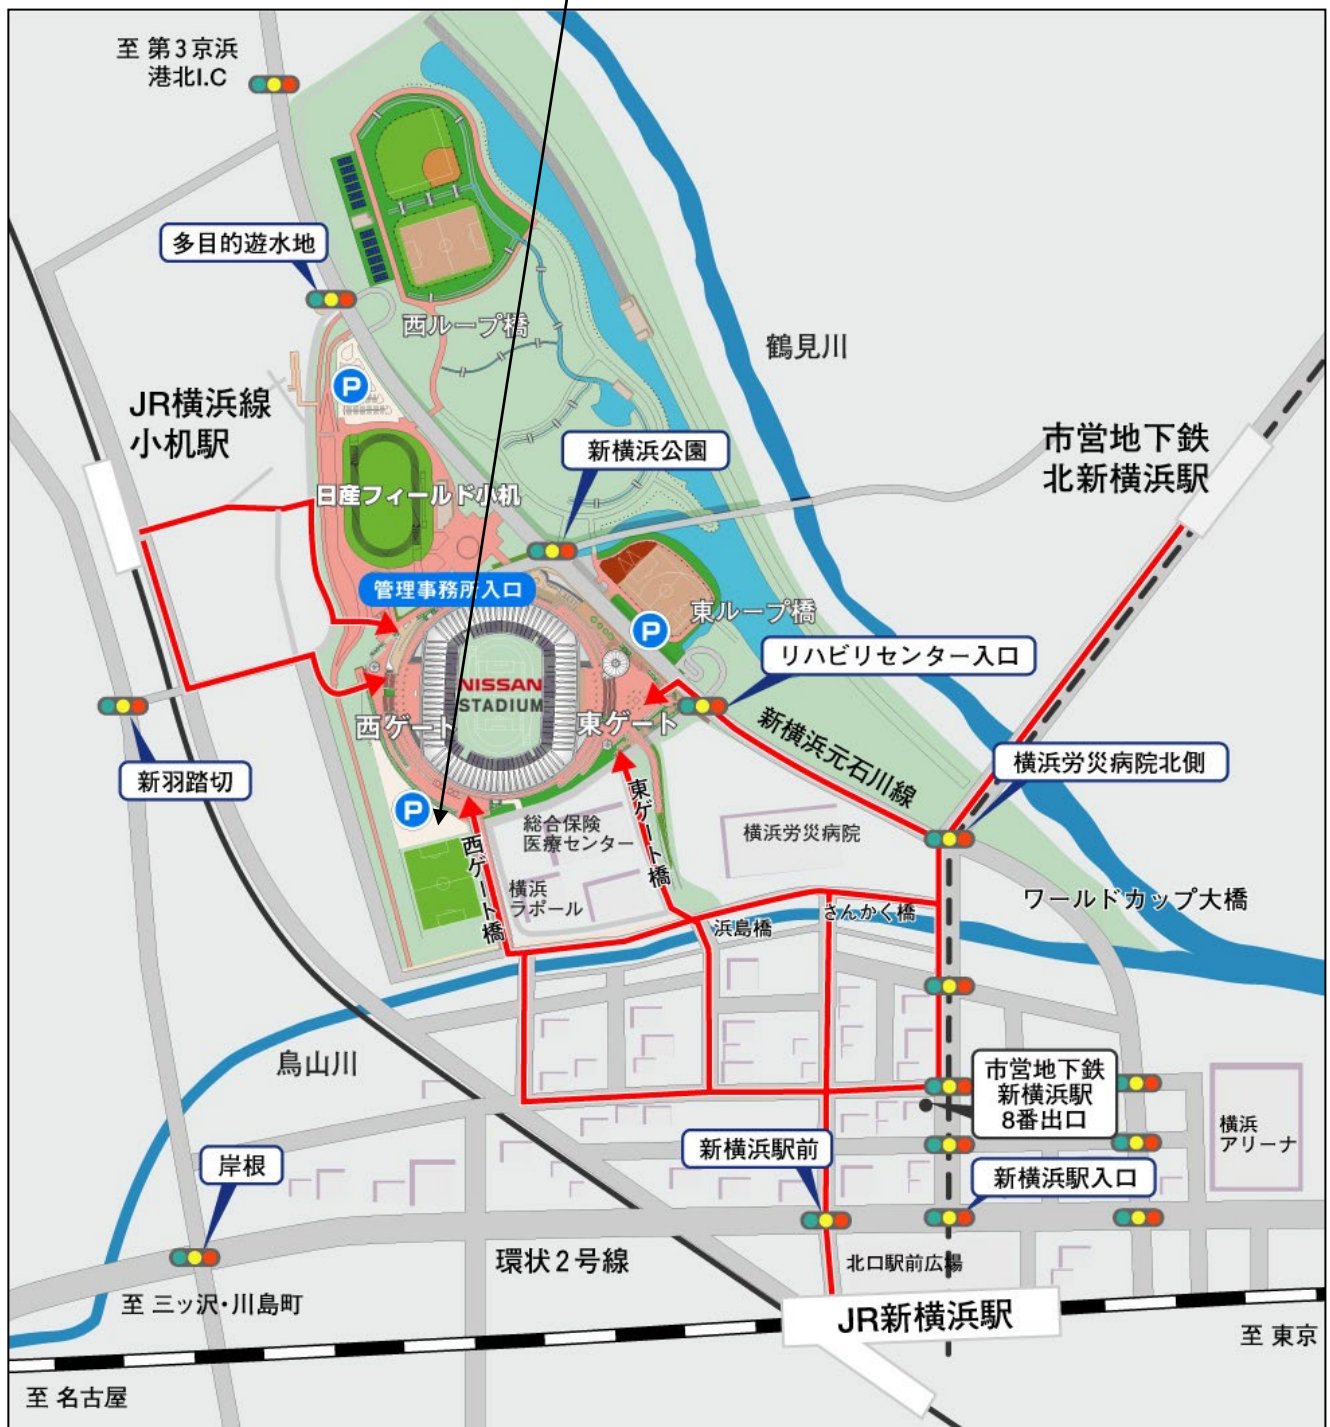 至 第3京浜
港北I.C
多目的遊水地
西ループ橋
鶴見川
P
JR横浜線
小机駅
新横浜公園
市営地下鉄
北新横浜駅
日産フィールド小机
管理事務所入口
東ループ橋
P
リハビリセンター入口
NISSAN
STADIUM
西ゲート
東ゲート
新横浜元石川線
横浜労災病院北側
新羽踏切
P
総合保険
医療センター
東ゲート橋
横浜労災病院
西ゲート橋
横浜
ラポール
さんかく橋
ワールドカップ大橋
浜島橋
鳥山川
市営地下鉄
新横浜駅
8番出口
横浜
アリーナ
岸根
新横浜駅前
新横浜駅入口
環状2号線
北口駅前広場
至 三ッ沢・川島町
JR新横浜駅
至 東京
至 名古屋